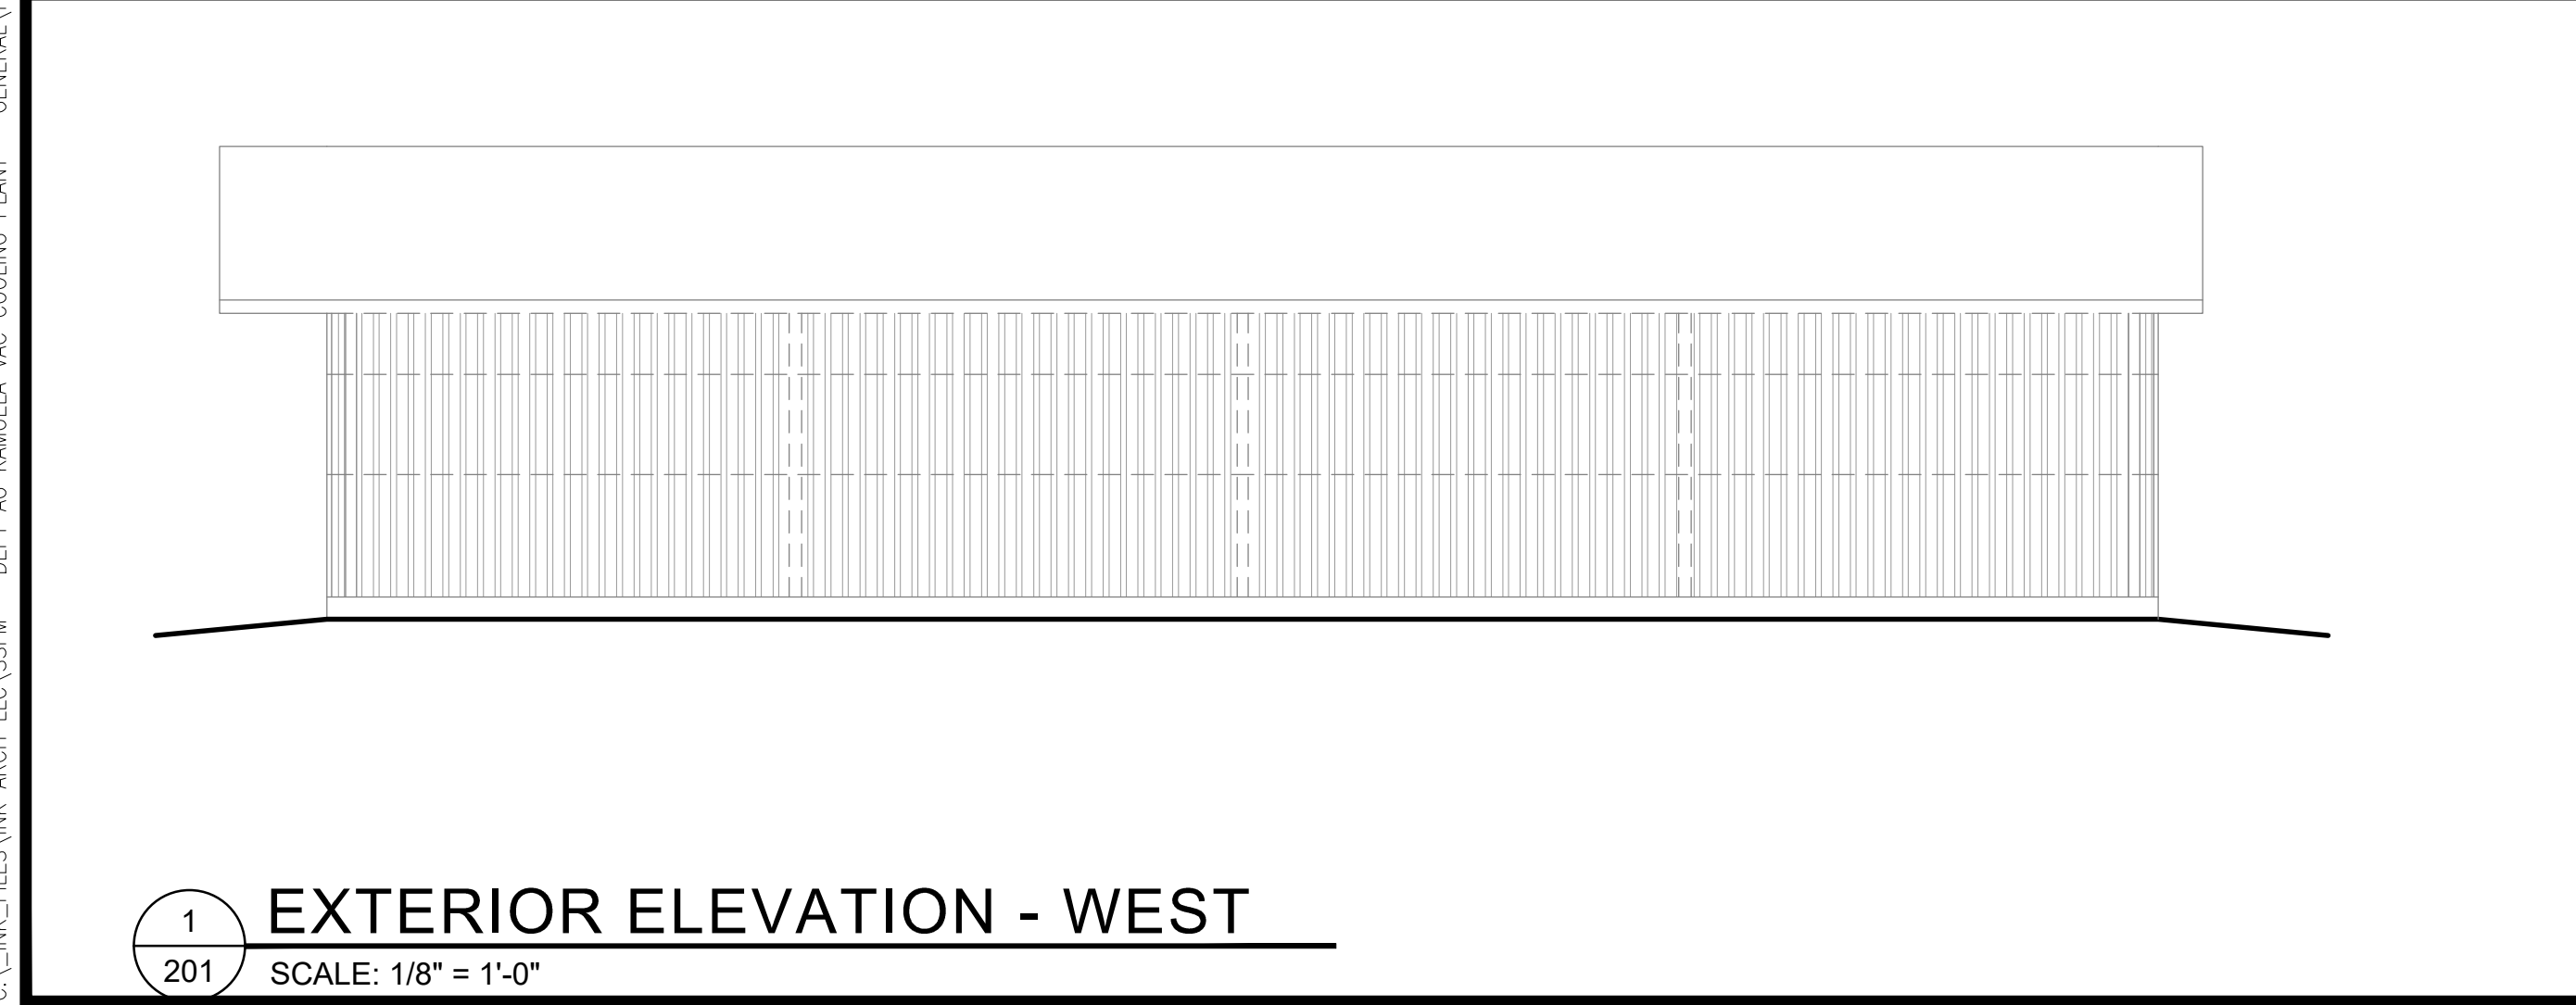 1
EXTERIOR ELEVATION - WEST
201
SCALE: 1/8" = 1'-0"